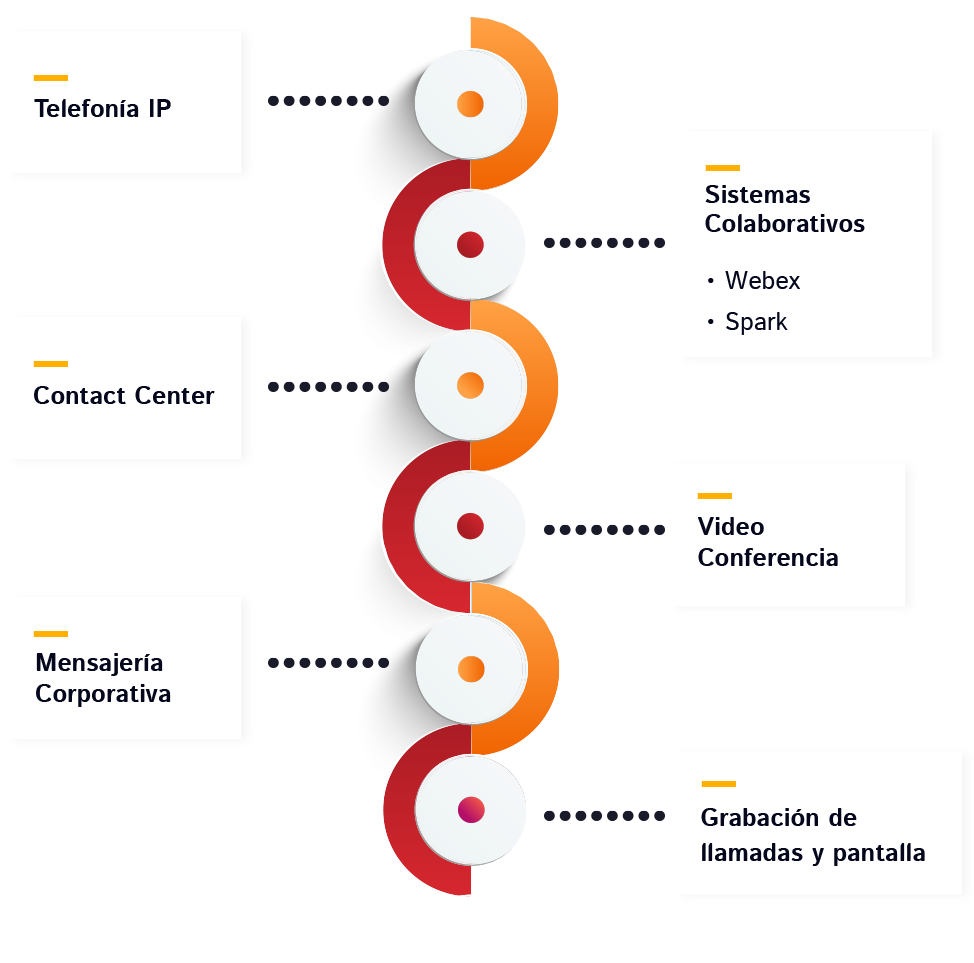 Telefonía IP
Sistemas
Colaborativos
• Webex
• Spark
Contact Center
Video
Conferencia
Mensajería
Corporativa
Grabación de
llamadas y pantalla